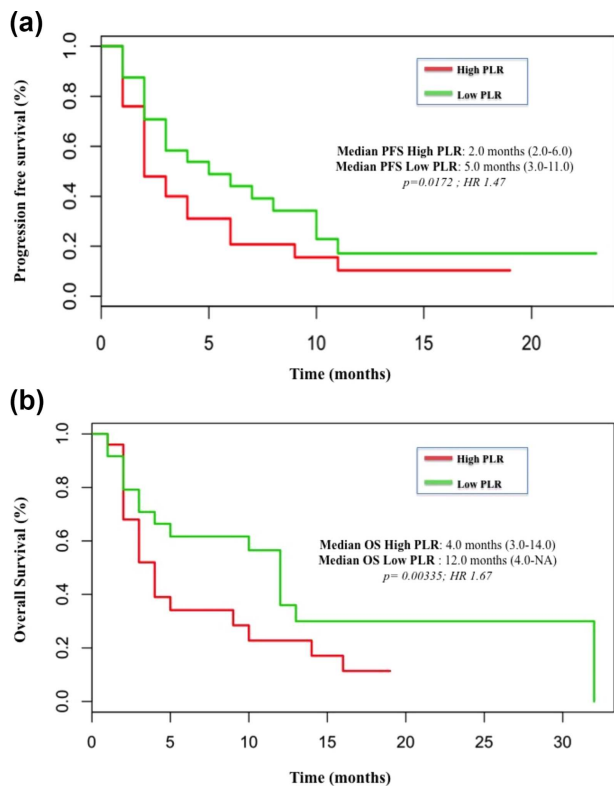 (a)
Progression free survival (%)
1.0
0.8
0.6
0.4
0.2
0.0
High PLR
Low PLR
Median PFS High PLR: 2.0 months (2.0-6.0)
Median PFS Low PLR: 5.0 months (3.0-11.0)
p=0.0172 ; HR 1.47
0 5 10 15 20
Time (months)
(b)
Overall Survival (%)
1.0
0.8
0.6
0.4
0.2
0.0
High PLR
Low PLR
Median OS High PLR: 4.0 months (3.0-14.0)
Median OS Low PLR : 12.0 months (4.0-NA)
p= 0.00335; HR 1.67
0 5 10 15 20 25 30
Time (months)